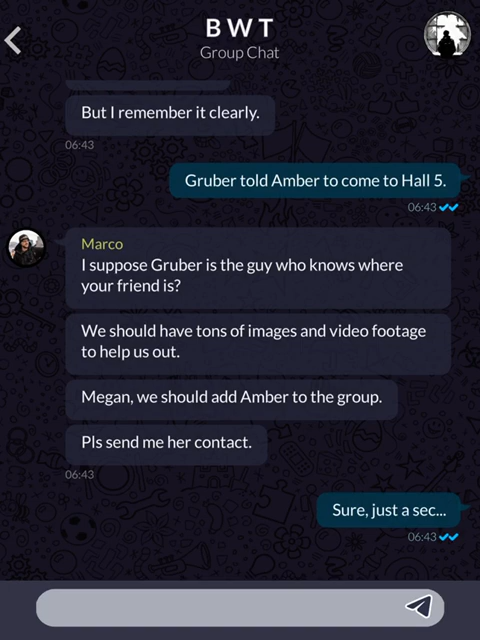 B W T
Group Chat
But I remember it clearly.
06:43
Gruber told Amber to come to Hall 5.
06:43
Marco
I suppose Gruber is the guy who knows where
your friend is?
We should have tons of images and video footage
to help us out.
Megan, we should add Amber to the group.
Pls send me her contact.
06:43
Sure, just a sec...
06:43